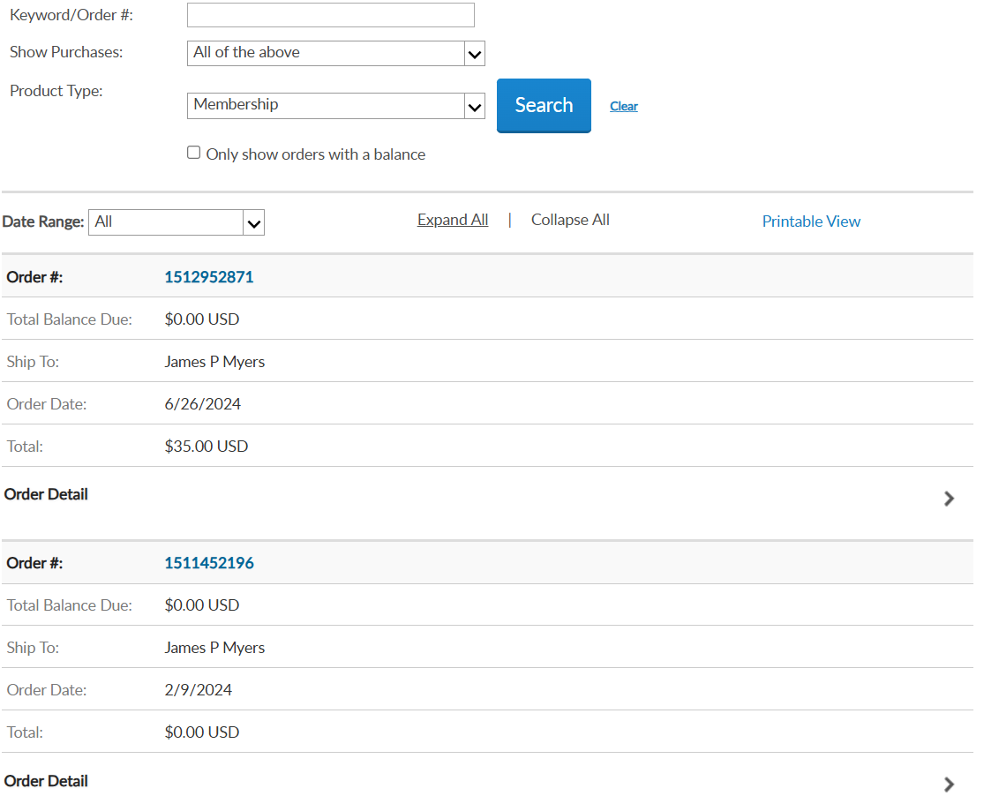 Keyword/Order #:
Show Purchases: All of the above
Product Type: Membership Search Clear
Only show orders with a balance
Date Range: All Expand All | Collapse All Printable View
Order #: 1512952871
Total Balance Due: $0.00 USD
Ship To: James P Myers
Order Date: 6/26/2024
Total: $35.00 USD
Order Detail
Order #: 1511452196
Total Balance Due: $0.00 USD
Ship To: James P Myers
Order Date: 2/9/2024
Total: $0.00 USD
Order Detail